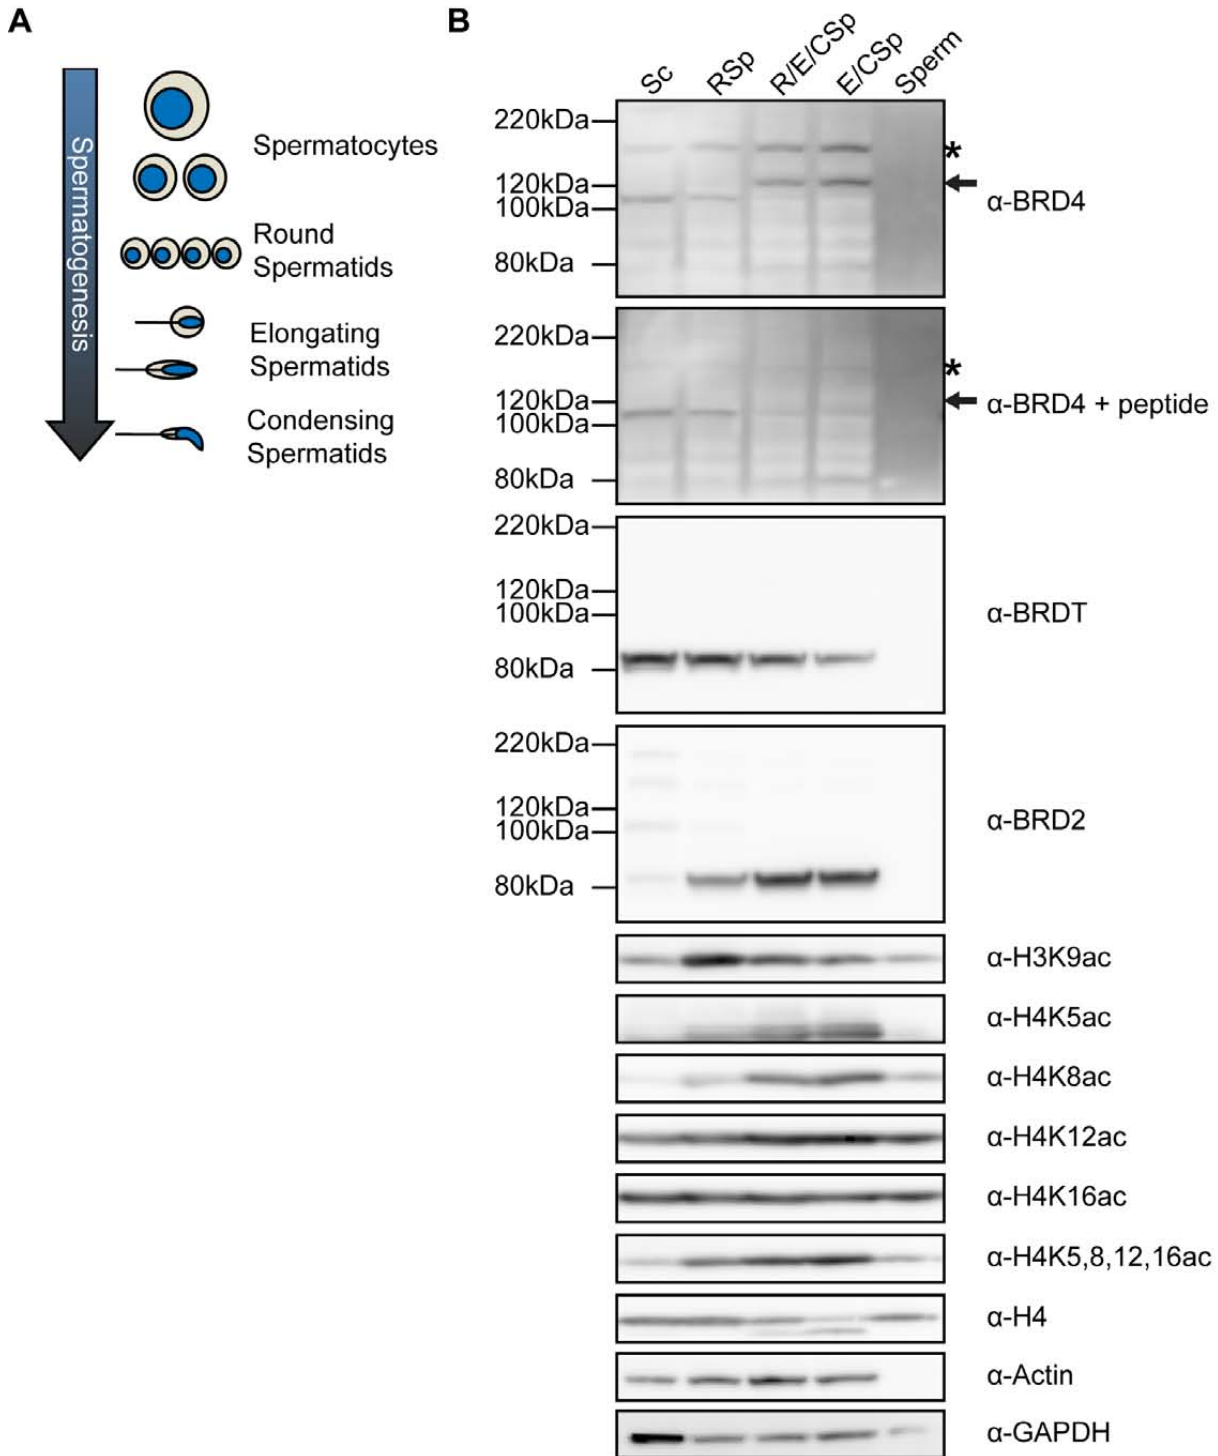 A
Spermatogenesis
Spermatocytes
Round
Spermatids
Elongating
Spermatids
Condensing
Spermatids
B
Sc
RSp
R/E/CSp
E/CSp
Sperm
220kDa
120kDa
100kDa
80kDa
*
α-BRD4
220kDa
120kDa
100kDa
80kDa
*
α-BRD4 + peptide
220kDa
120kDa
100kDa
80kDa
α-BRDT
220kDa
120kDa
100kDa
80kDa
α-BRD2
α-H3K9ac
α-H4K5ac
α-H4K8ac
α-H4K12ac
α-H4K16ac
α-H4K5,8,12,16ac
α-H4
α-Actin
α-GAPDH